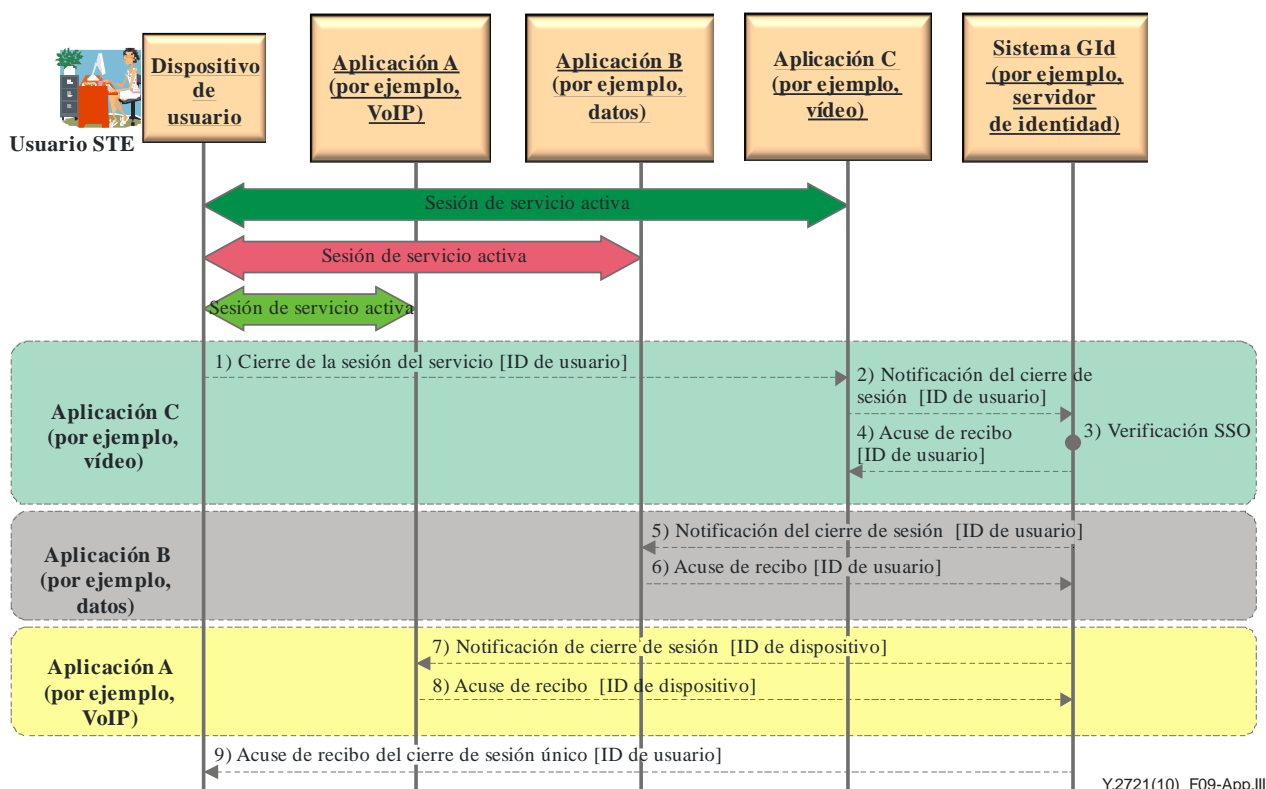 Usuario STE
Dispositivo
de
usuario
Aplicación A
(por ejemplo,
VoIP)
Aplicación B
(por ejemplo,
datos)
Aplicación C
(por ejemplo,
vídeo)
Sistema GId
(por ejemplo,
servidor
de identidad)
Sesión de servicio activa
Sesión de servicio activa
Sesión de servicio activa
Aplicación C
(por ejemplo,
vídeo)
1) Cierre de la sesión del servicio [ID de usuario]
2) Notificación del cierre de
sesión [ID de usuario]
3) Verificación SSO
4) Acuse de recibo
[ID de usuario]
Aplicación B
(por ejemplo,
datos)
5) Notificación del cierre de sesión [ID de usuario]
6) Acuse de recibo [ID de usuario]
Aplicación A
(por ejemplo,
VoIP)
7) Notificación de cierre de sesión [ID de dispositivo]
8) Acuse de recibo [ID de dispositivo]
9) Acuse de recibo del cierre de sesión único [ID de usuario]
Y.2721(10)_F09-App.III